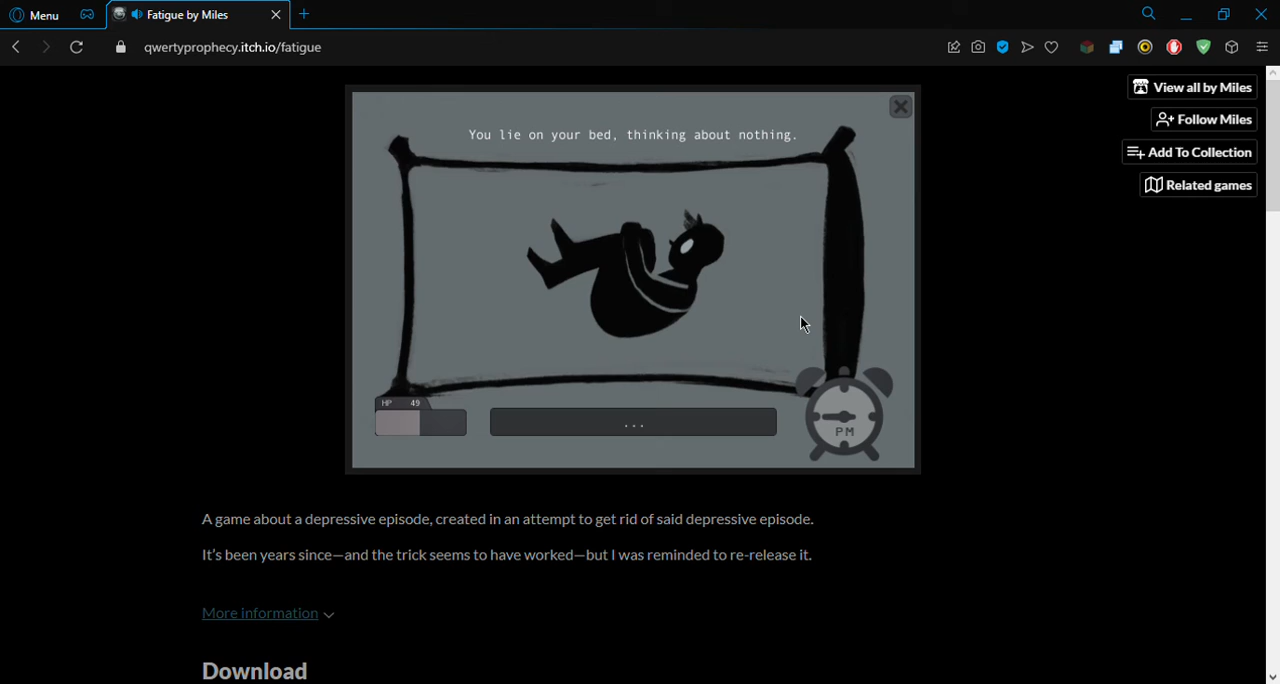 Menu
Fatigue by Miles
qwertyprophecy.itch.io/fatigue
View all by Miles
Follow Miles
Add To Collection
Related games
You lie on your bed, thinking about nothing.
HP 49
...
PM
A game about a depressive episode, created in an attempt to get rid of said depressive episode.
It's been years since—and the trick seems to have worked—but I was reminded to re-release it.
More information
Download